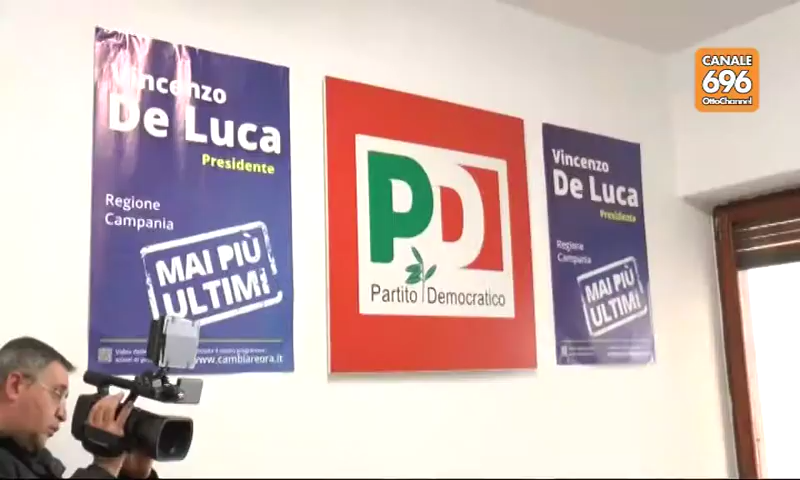 Vincenzo
De Luca
Presidente
Regione
Campania
MAI PIÙ
ULTIMI
www.cambiareora.it
PD
Partito Democratico
Vincenzo
De Luca
Presidente
Regione
Campania
MAI PIÙ
ULTIMI
CANALE
696
OttoChannel